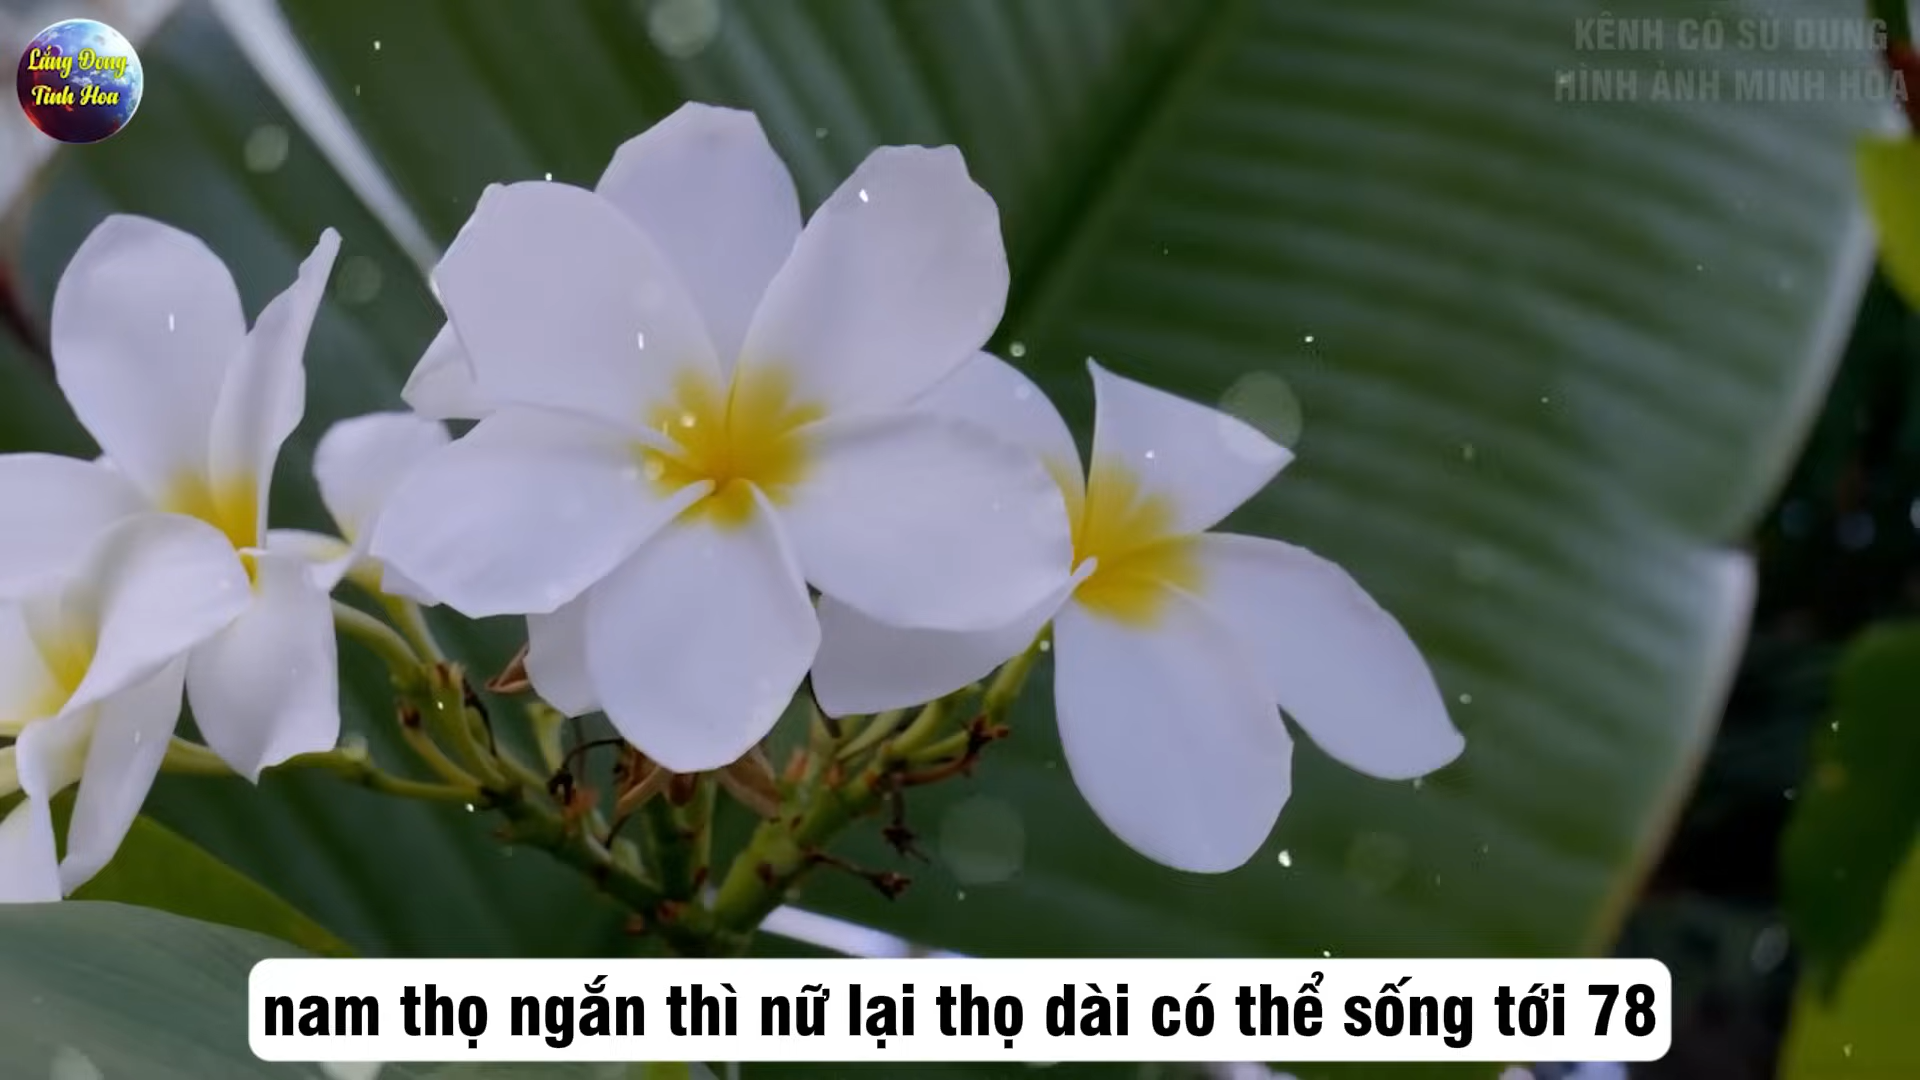 Lắng Đọng
Tinh Hoa
KÊNH CÓ SỬ DỤNG
HÌNH ẢNH MINH HỌA
nam thọ ngắn thì nữ lại thọ dài có thể sống tới 78